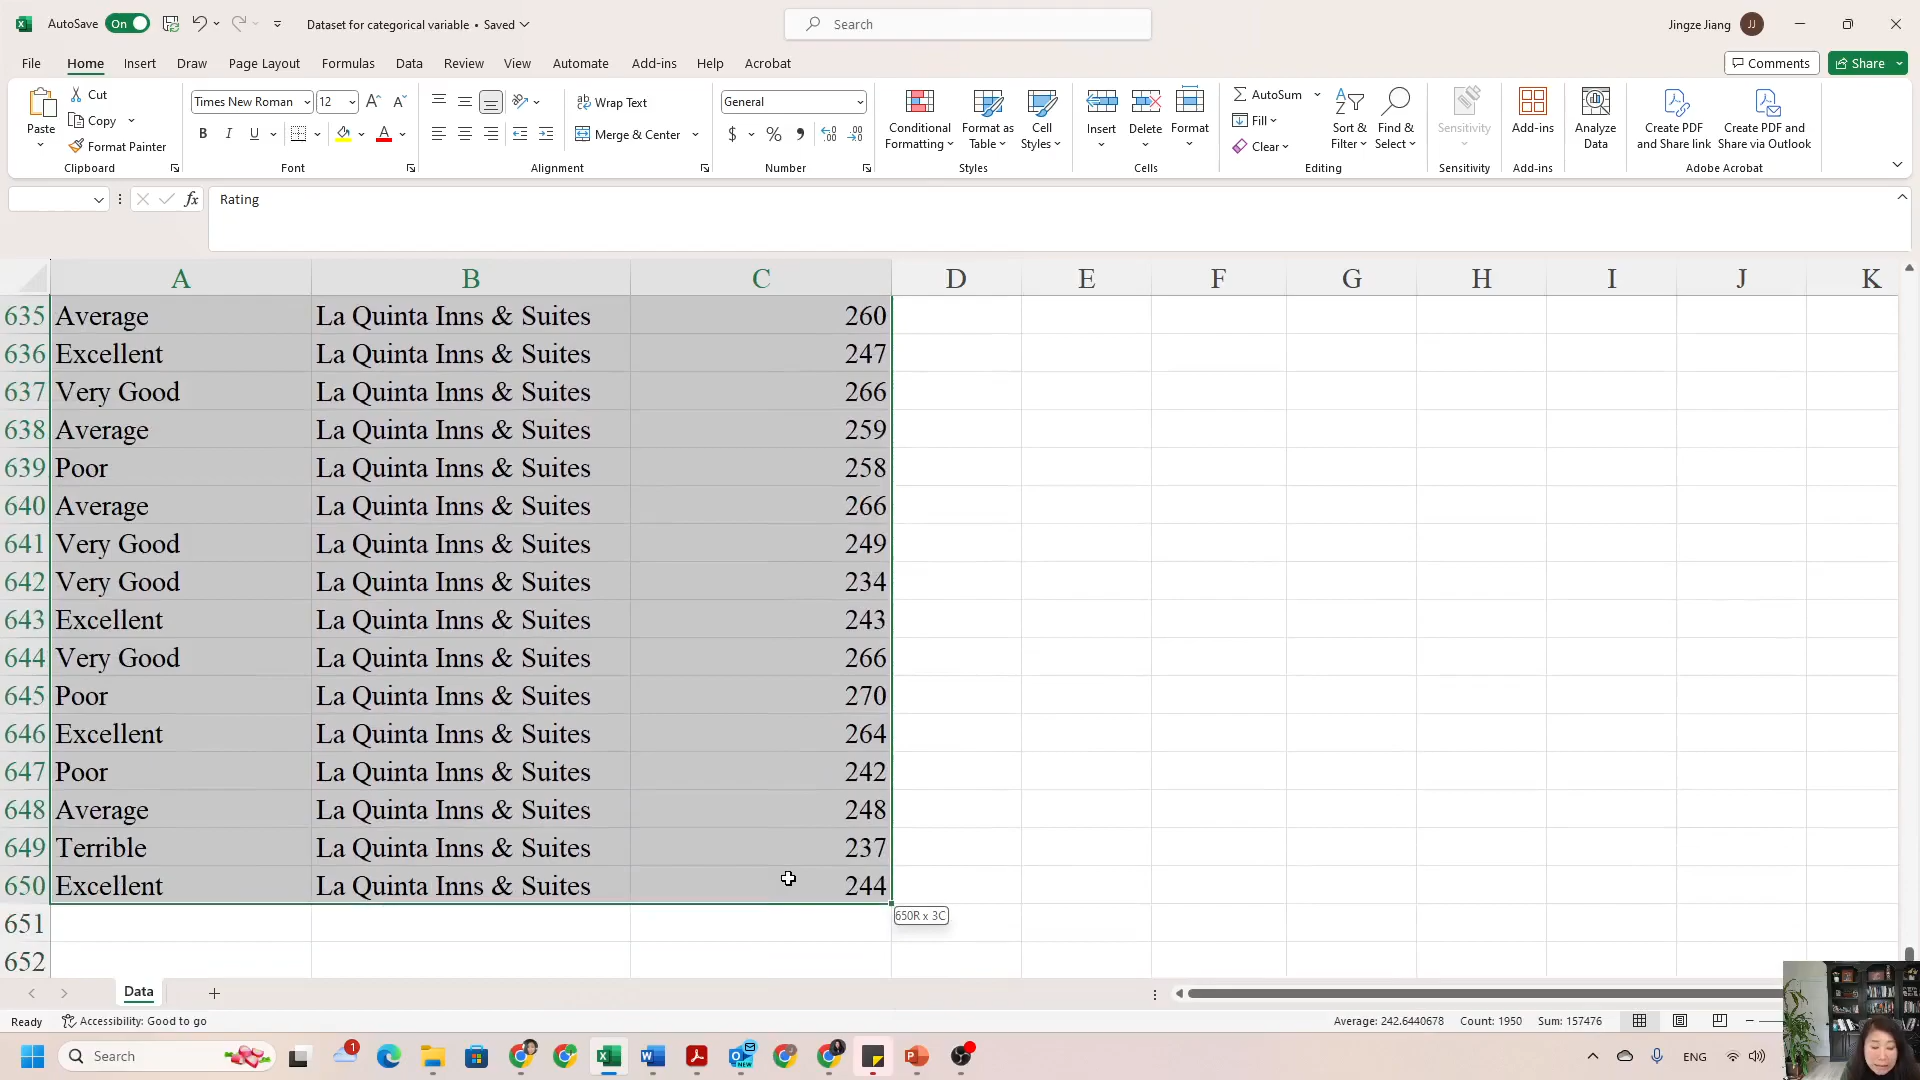 AutoSave On Dataset for categorical variable • Saved Search Jingze Jiang JJ
File Home Insert Draw Page Layout Formulas Data Review View Automate Add-ins Help Acrobat Comments Share
Paste Cut Copy Format Painter Clipboard
Times New Roman 12 B I U A Font
Wrap Text Merge & Center Alignment
General $ % Number
Conditional Formatting Format as Table Cell Styles Styles
Insert Delete Format Cells
AutoSum Fill Clear Sort & Filter Find & Select Editing
Sensitivity Sensitivity
Add-ins Add-ins
Analyze Data
Create PDF and Share link Create PDF and Share via Outlook Adobe Acrobat
fx Rating
A B C D E F G H I J K
635 Average La Quinta Inns & Suites 260
636 Excellent La Quinta Inns & Suites 247
637 Very Good La Quinta Inns & Suites 266
638 Average La Quinta Inns & Suites 259
639 Poor La Quinta Inns & Suites 258
640 Average La Quinta Inns & Suites 266
641 Very Good La Quinta Inns & Suites 249
642 Very Good La Quinta Inns & Suites 234
643 Excellent La Quinta Inns & Suites 243
644 Very Good La Quinta Inns & Suites 266
645 Poor La Quinta Inns & Suites 270
646 Excellent La Quinta Inns & Suites 264
647 Poor La Quinta Inns & Suites 242
648 Average La Quinta Inns & Suites 248
649 Terrible La Quinta Inns & Suites 237
650 Excellent La Quinta Inns & Suites 244
650R x 3C
651
652
Data
Ready Accessibility: Good to go Average: 242.6440678 Count: 1950 Sum: 157476
Search 1 NEW ENG